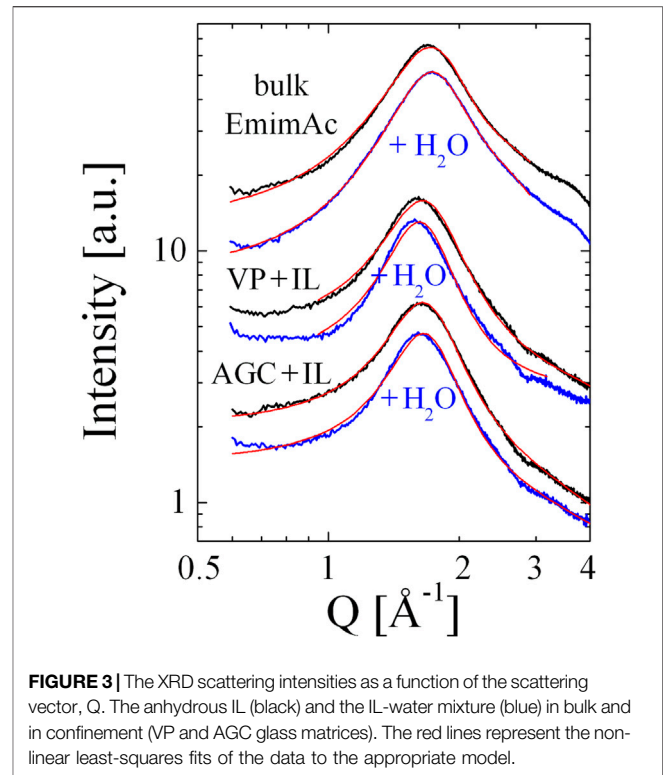 bulk
EmimAc
+ H₂O
10
VP+IL
+H₂O
AGC+IL
+H₂O
1
Intensity [a.u.]
0.5 1 2 3 4
Q [Å⁻¹]
FIGURE 3 | The XRD scattering intensities as a function of the scattering
vector, Q. The anhydrous IL (black) and the IL-water mixture (blue) in bulk and
in confinement (VP and AGC glass matrices). The red lines represent the non-
linear least-squares fits of the data to the appropriate model.